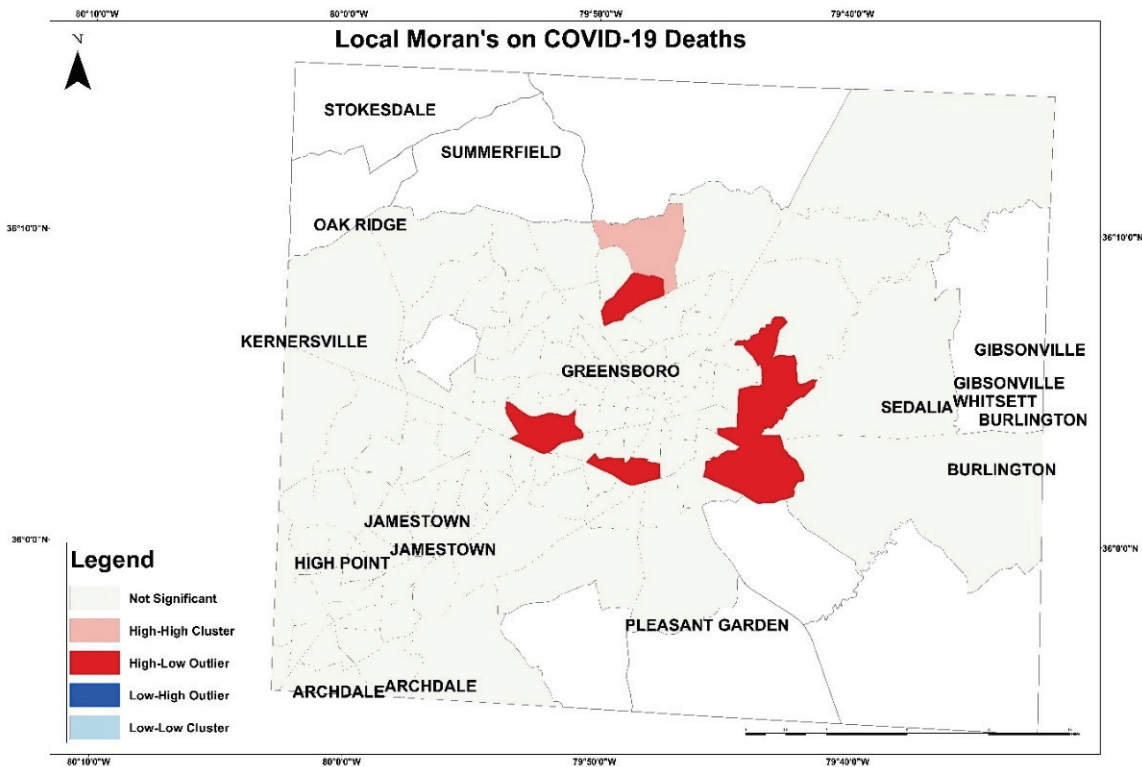 80°10'0"W 80°0'0"W 79°50'0"W 79°40'0"W
Local Moran's on COVID-19 Deaths
N
STOKESDALE
SUMMERFIELD
OAK RIDGE
36°10'0"N
36°10'0"N
KERNERSVILLE
GIBSONVILLE
GREENSBORO
GIBSONVILLE
WHITSETT
SEDALIA
BURLINGTON
BURLINGTON
JAMESTOWN
36°0'0"N
JAMESTOWN
HIGH POINT
PLEASANT GARDEN
ARCHDALE
ARCHDALE
Legend
Not Significant
High-High Cluster
High-Low Outlier
Low-High Outlier
Low-Low Cluster
80°10'0"W 80°0'0"W 79°50'0"W 79°40'0"W